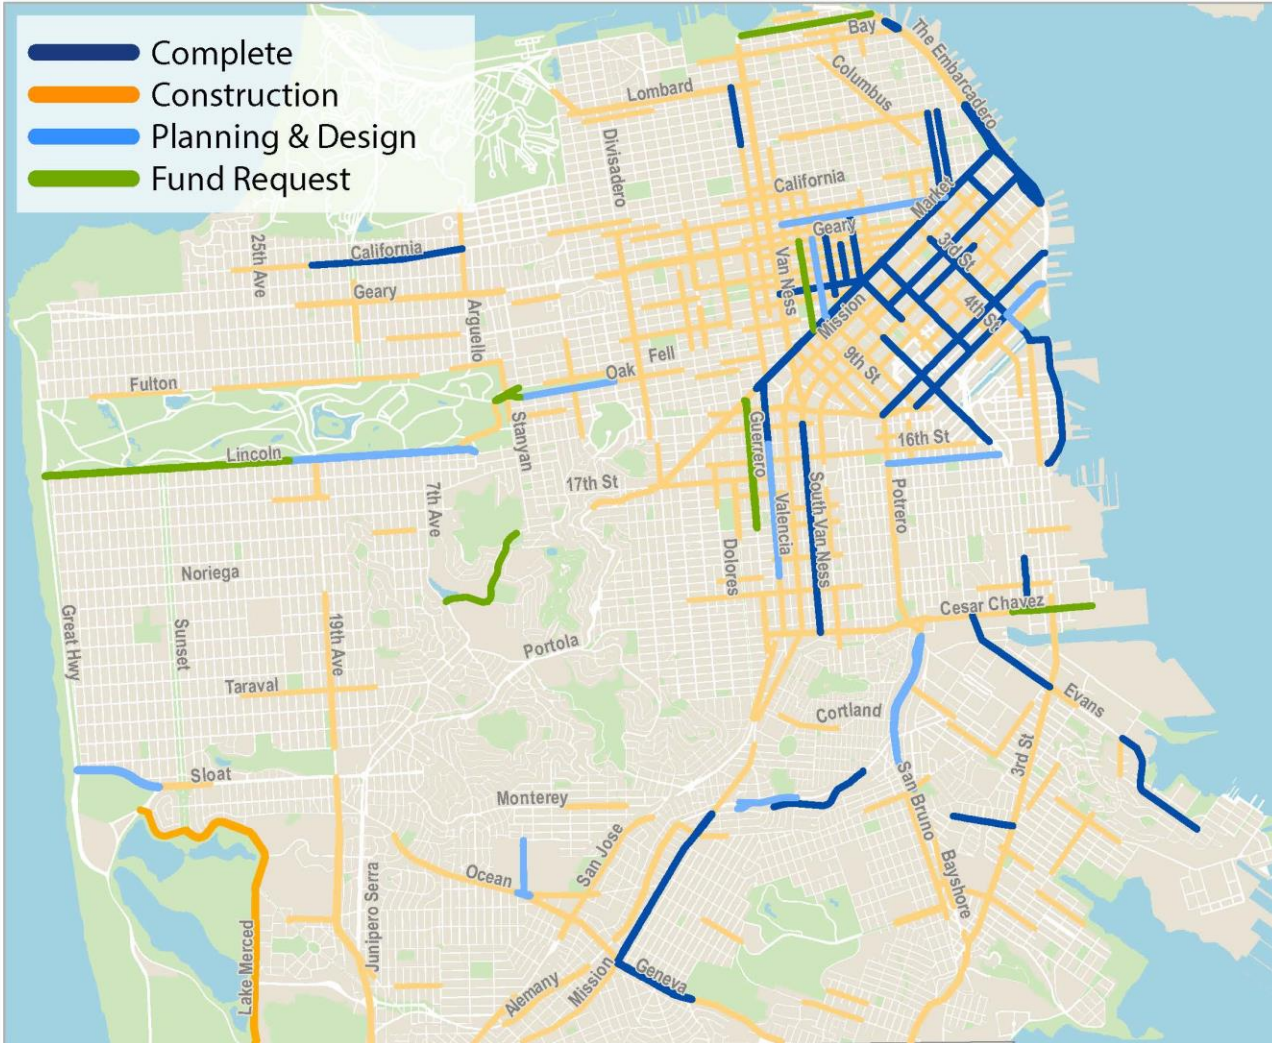 Complete
Construction
Planning & Design
Fund Request
Bay
The Embarcadero
Columbus
Lombard
Divisadero
California
Market
Geary
3rd St
25th Ave
California
Van Ness
Geary
Arguello
Mission
4th St
Fell
9th St
Oak
Fulton
Stanyan
Guerrero
16th St
Lincoln
17th St
7th Ave
Valencia
South Van Ness
Potrero
Dolores
Noriega
Cesar Chavez
Great Hwy
Sunset
19th Ave
Portola
Taraval
Cortland
Evans
3rd St
Sloat
San Bruno
Monterey
San Jose
Ocean
Bayshore
Junipero Serra
Lake Merced
Alemany
Mission
Geneva